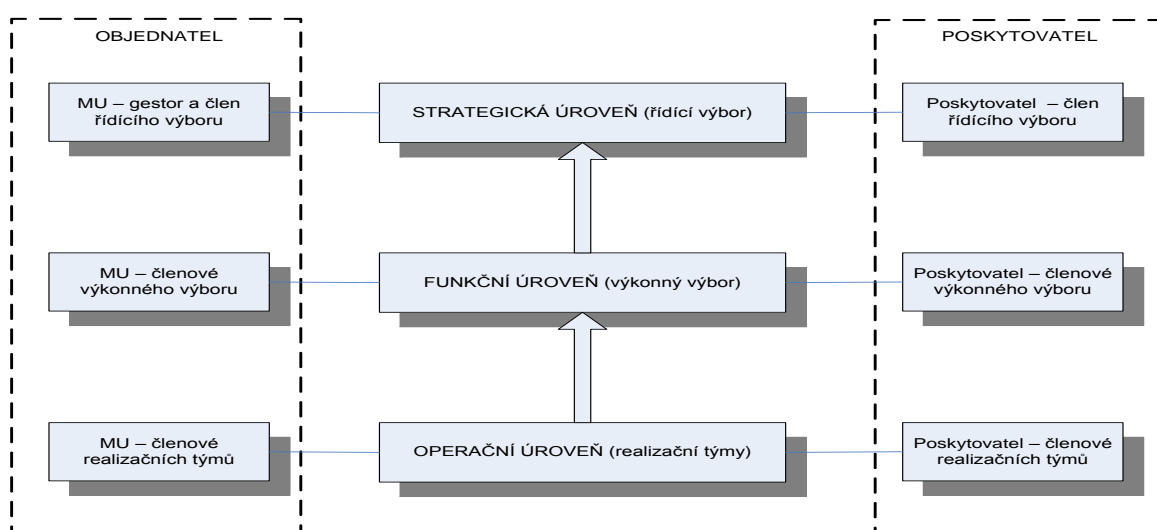 OBJEDNATEL
POSKYTOVATEL
MU – gestor a člen
řídícího výboru
STRATEGICKÁ ÚROVEŇ (řídící výbor)
Poskytovatel – člen
řídícího výboru
MU – členové
výkonného výboru
FUNKČNÍ ÚROVEŇ (výkonný výbor)
Poskytovatel – členové
výkonného výboru
MU – členové
realizačních týmů
OPERAČNÍ ÚROVEŇ (realizační týmy)
Poskytovatel – členové
realizačních týmů